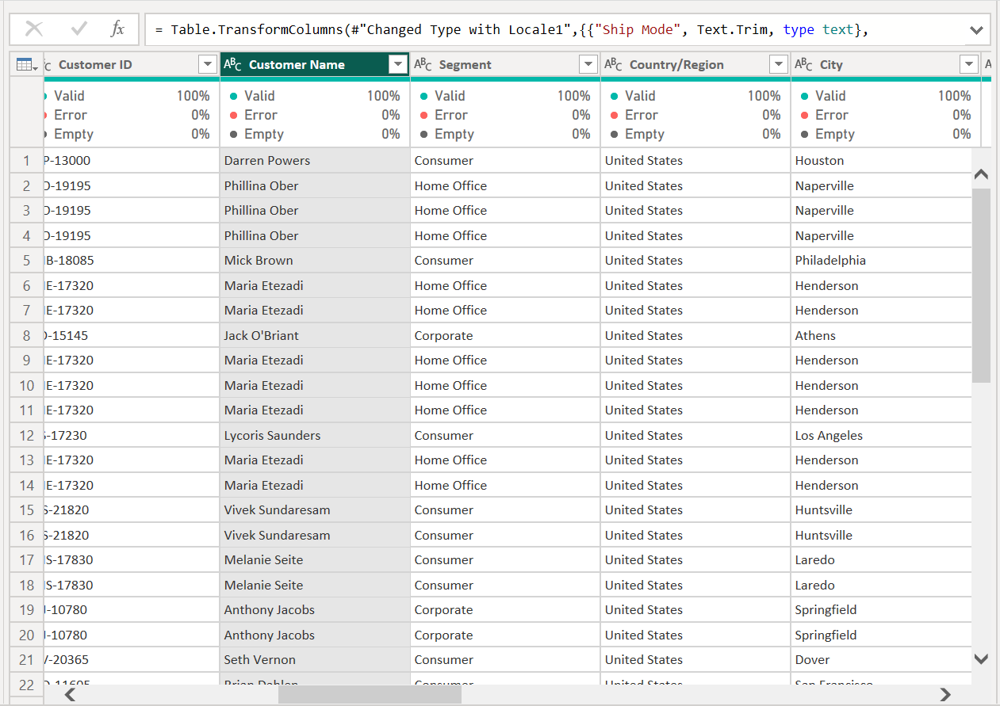 fx = Table.TransformColumns(#"Changed Type with Locale1",{{"Ship Mode", Text.Trim, type text},
Customer ID ABC Customer Name ABC Segment ABC Country/Region ABC City
Valid 100% Valid 100% Valid 100% Valid 100% Valid 100%
Error 0% Error 0% Error 0% Error 0% Error 0%
Empty 0% Empty 0% Empty 0% Empty 0% Empty 0%
1 P-13000 Darren Powers Consumer United States Houston
2 O-19195 Phillina Ober Home Office United States Naperville
3 O-19195 Phillina Ober Home Office United States Naperville
4 O-19195 Phillina Ober Home Office United States Naperville
5 B-18085 Mick Brown Consumer United States Philadelphia
6 E-17320 Maria Etezadi Home Office United States Henderson
7 E-17320 Maria Etezadi Home Office United States Henderson
8 -15145 Jack O'Briant Corporate United States Athens
9 E-17320 Maria Etezadi Home Office United States Henderson
10 E-17320 Maria Etezadi Home Office United States Henderson
11 E-17320 Maria Etezadi Home Office United States Henderson
12 S-17230 Lycoris Saunders Consumer United States Los Angeles
13 E-17320 Maria Etezadi Home Office United States Henderson
14 E-17320 Maria Etezadi Home Office United States Henderson
15 S-21820 Vivek Sundaresam Consumer United States Huntsville
16 S-21820 Vivek Sundaresam Consumer United States Huntsville
17 S-17830 Melanie Seite Consumer United States Laredo
18 S-17830 Melanie Seite Consumer United States Laredo
19 J-10780 Anthony Jacobs Corporate United States Springfield
20 J-10780 Anthony Jacobs Corporate United States Springfield
21 V-20365 Seth Vernon Consumer United States Dover
22 Consumer United States San Francisco